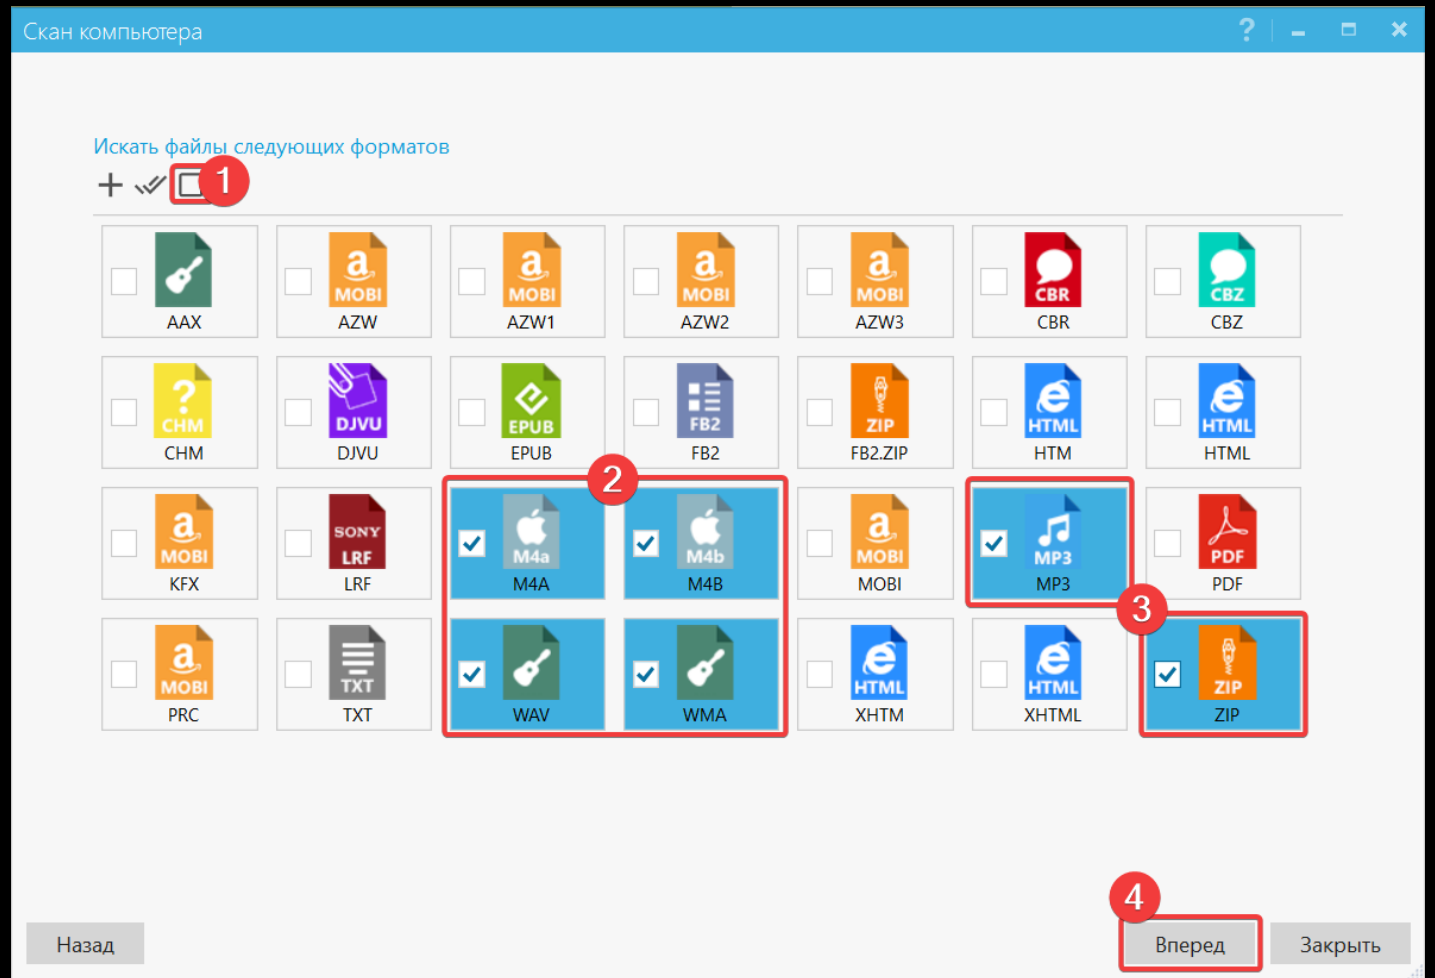 Скан компьютера
?
Искать файлы следующих форматов
1
MOBI MOBI MOBI MOBI CBR CBZ
AAX AZW AZW1 AZW2 AZW3 CBR CBZ
? CHM DJVU EPUB FB2 ZIP HTML HTML
CHM DJVU EPUB FB2 FB2.ZIP HTM HTML
2
MOBI SONY LRF M4a M4b MOBI MP3 PDF
KFX LRF M4A M4B MOBI MP3 PDF
3
MOBI TXT HTML HTML ZIP
PRC TXT WAV WMA XHTM XHTML ZIP
4
Назад Вперед Закрыть